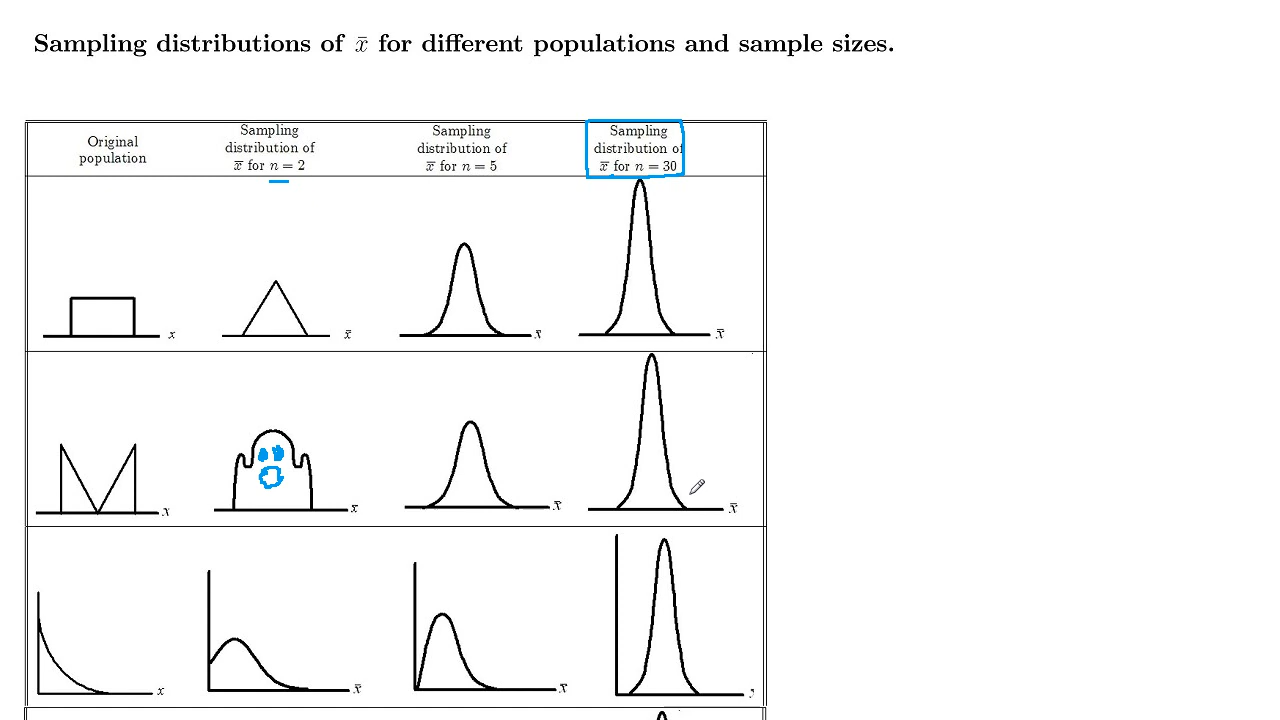 Sampling distributions of x̄ for different populations and sample sizes.
Original
population
Sampling
distribution of
x̄ for n = 2
Sampling
distribution of
x̄ for n = 5
Sampling
distribution of
x̄ for n = 30
x
x̄
x̄
x̄
x
x̄
x̄
x̄
x
x̄
x̄